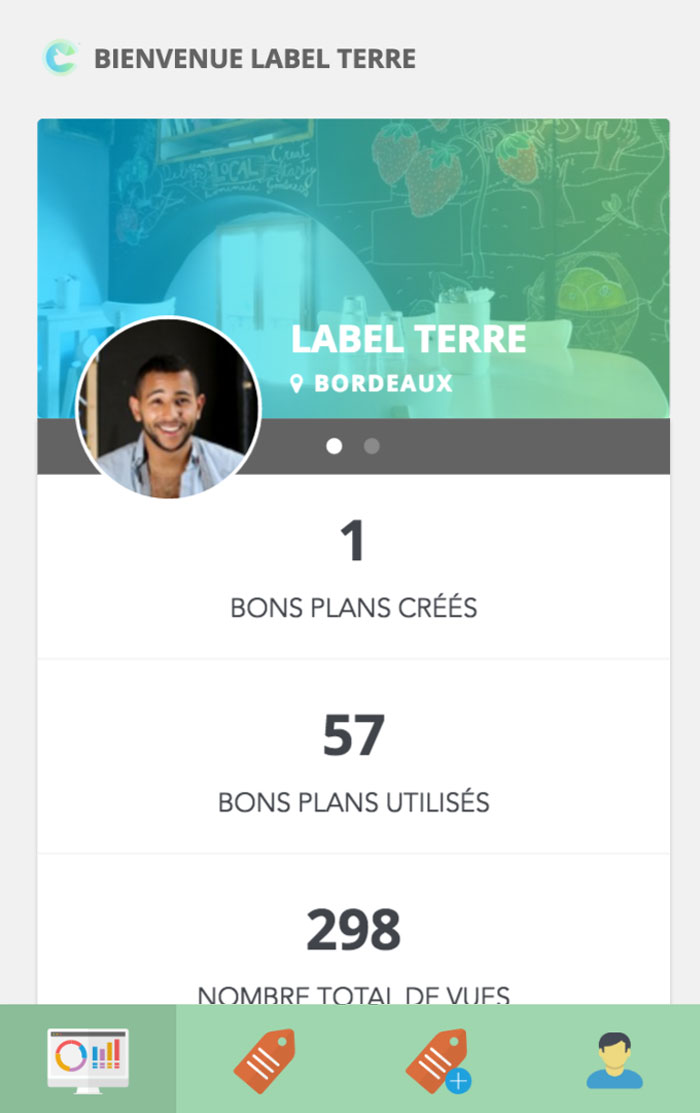 BIENVENUE LABEL TERRE
LOCAL
LABEL TERRE
BORDEAUX
1
BONS PLANS CRÉÉS
57
BONS PLANS UTILISÉS
298
NOMBRE TOTAL DE VUES